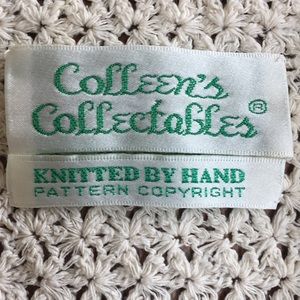 Colleen's
Collectables®
KNITTED BY HAND
PATTERN COPYRIGHT